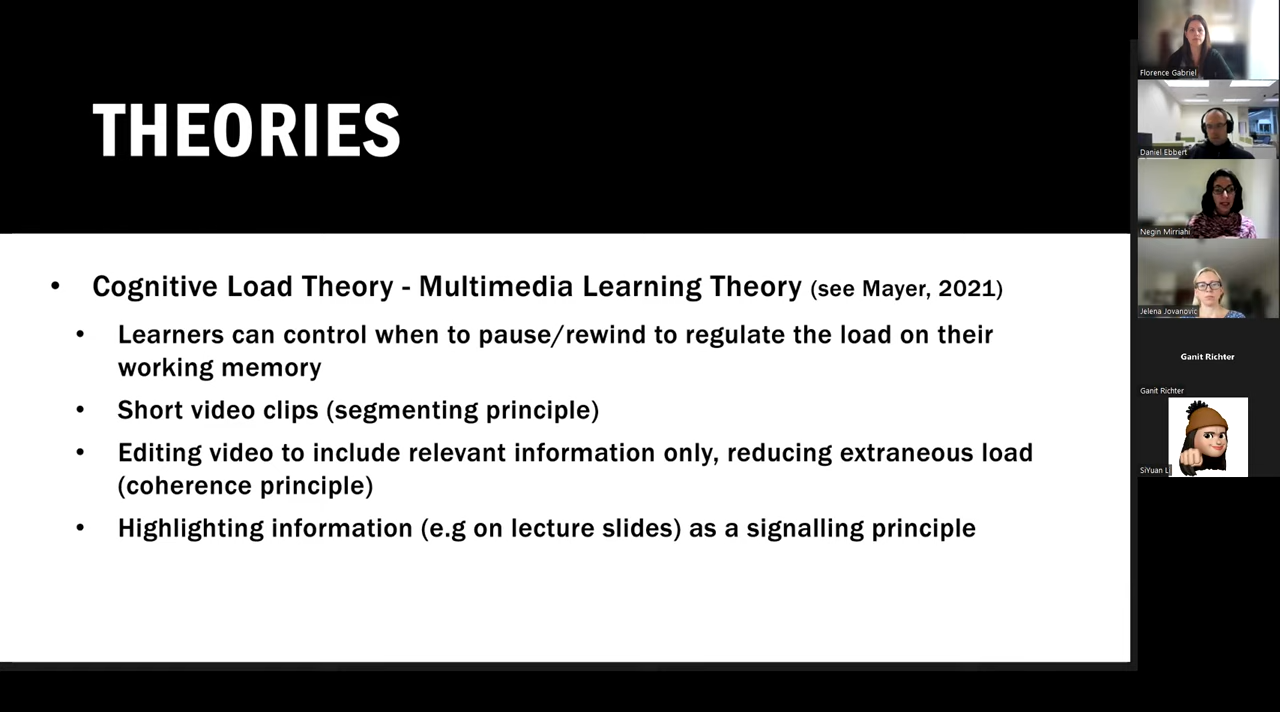 THEORIES
• Cognitive Load Theory - Multimedia Learning Theory (see Mayer, 2021)
• Learners can control when to pause/rewind to regulate the load on their
working memory
• Short video clips (segmenting principle)
• Editing video to include relevant information only, reducing extraneous load
(coherence principle)
• Highlighting information (e.g on lecture slides) as a signalling principle
Florence Gabriel
Daniel Ebbert
Negin Mirriahi
Jelena Jovanovic
Ganit Richter
Ganit Richter
SiYuan L